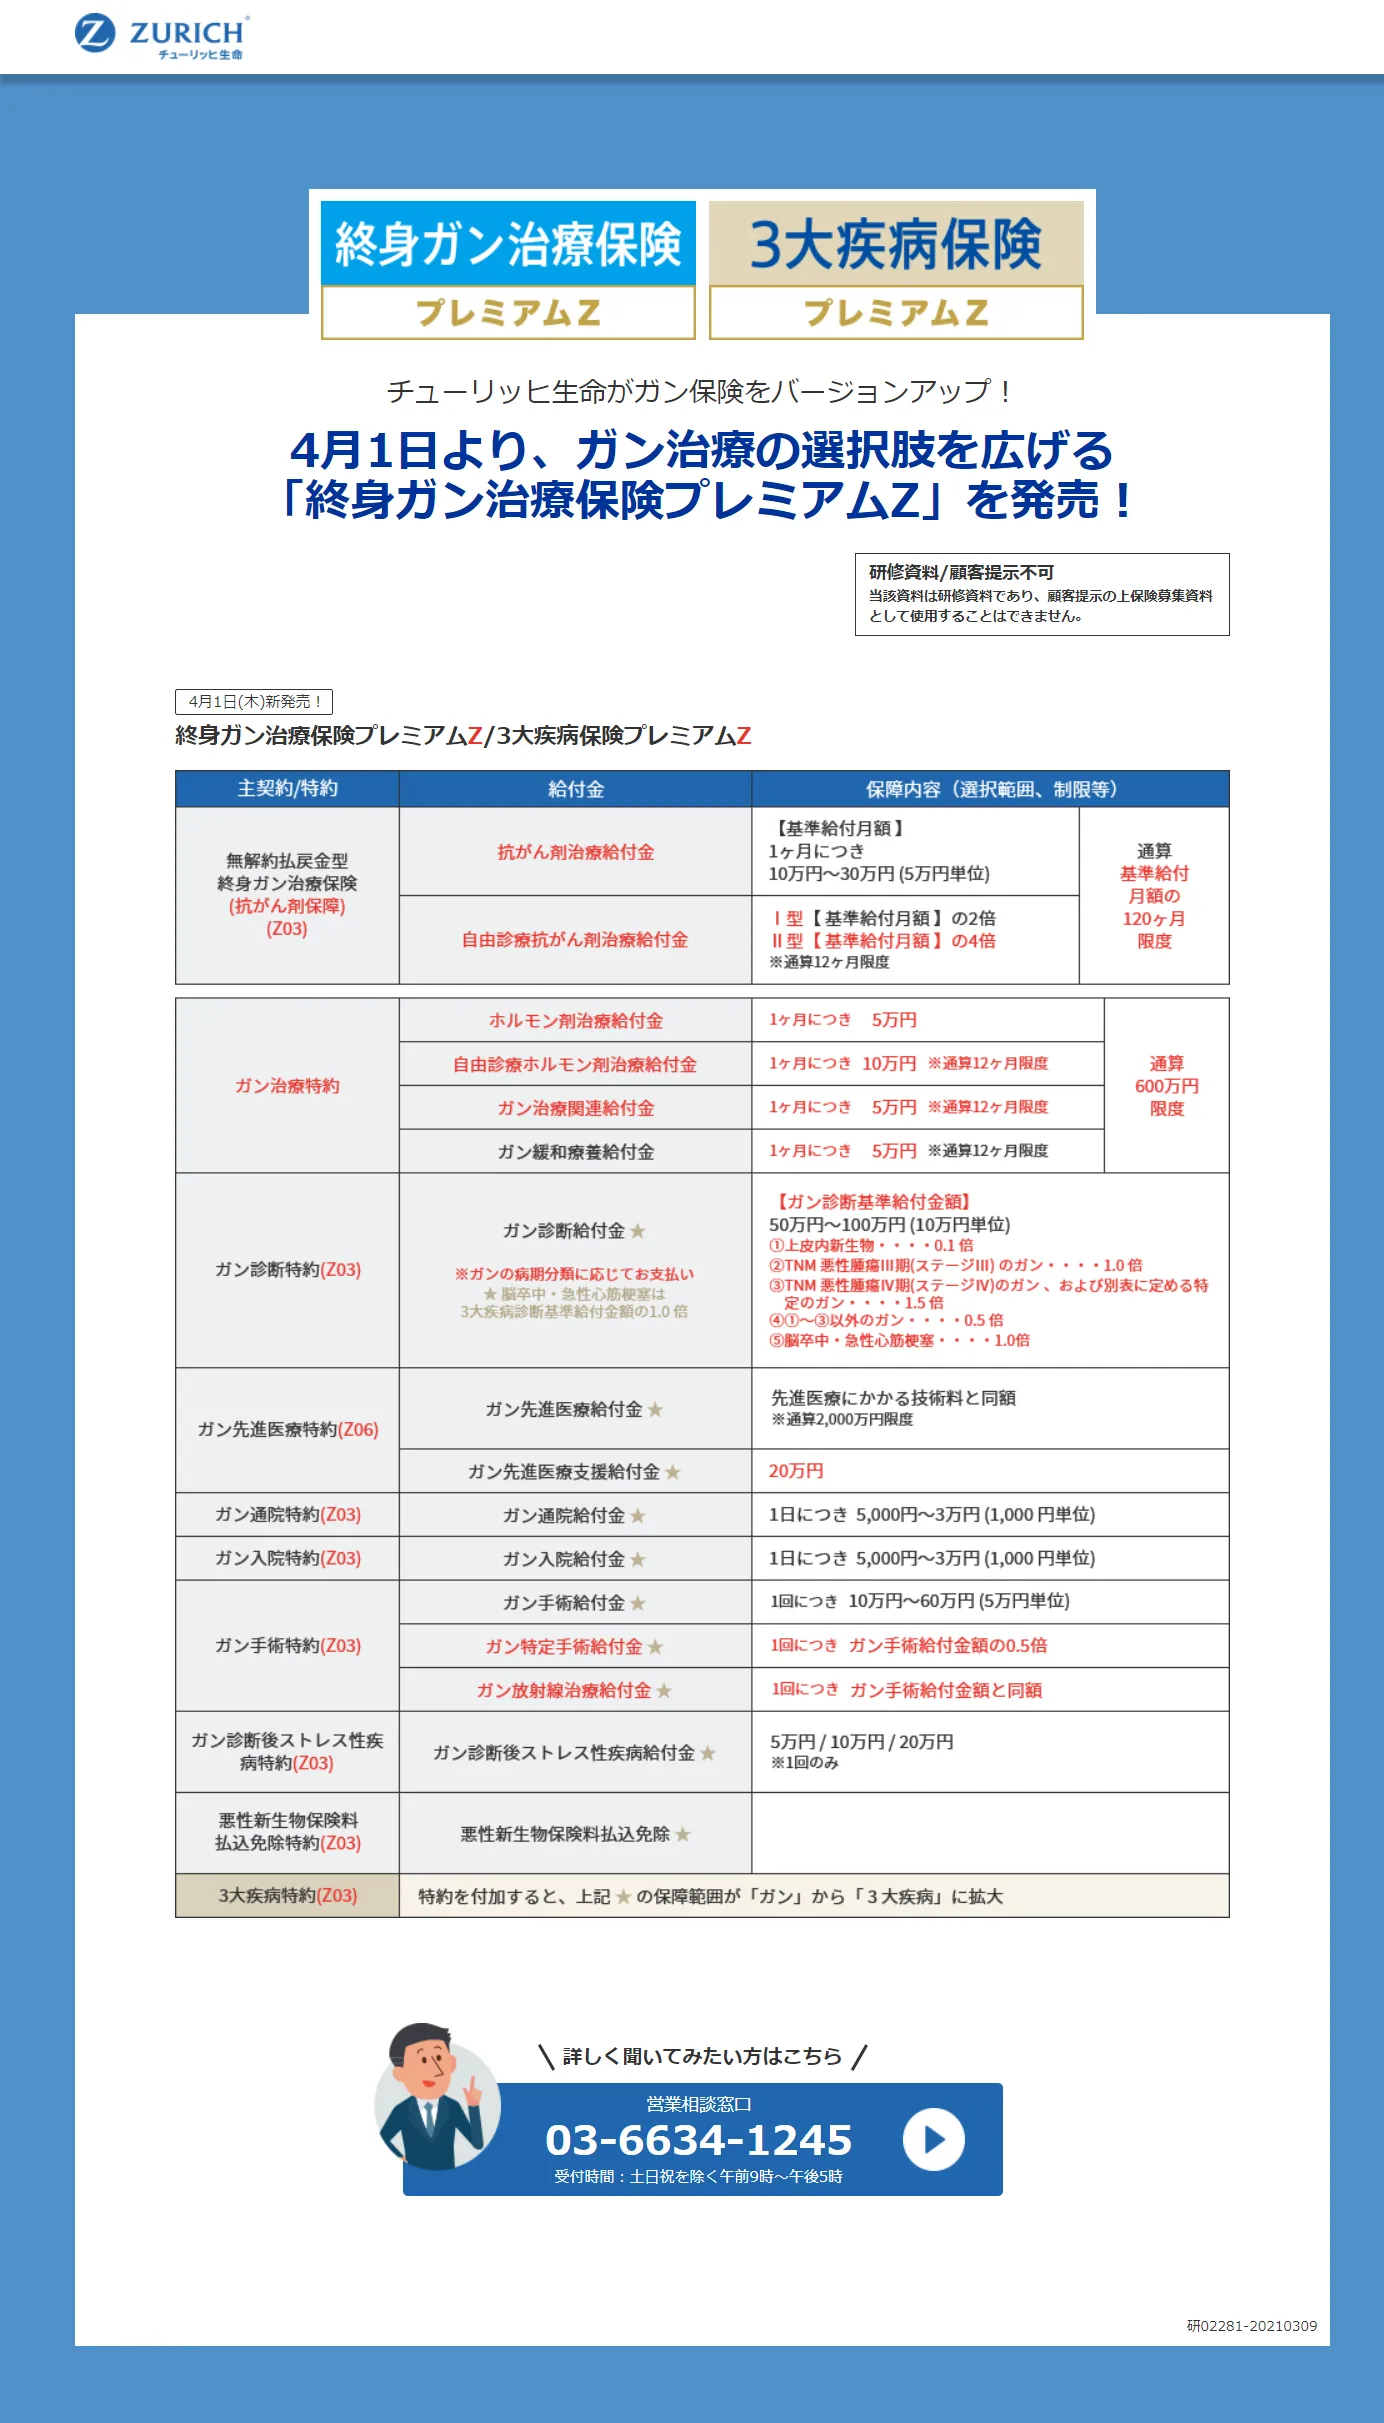 ZURICH
チューリッヒ生命
終身ガン治療保険
プレミアムZ
3大疾病保険
プレミアムZ
チューリッヒ生命がガン保険をバージョンアップ！
4月1日より、ガン治療の選択肢を広げる
「終身ガン治療保険プレミアムZ」を発売！
研修資料/顧客提示不可
当該資料は研修資料であり、顧客提示の上保険募集資料
として使用することはできません。
4月1日(木)新発売！
終身ガン治療保険プレミアムZ/3大疾病保険プレミアムZ
主契約/特約
給付金
保障内容（選択範囲、制限等）
無解約払戻金型
終身ガン治療保険
(抗がん剤保障)
(Z03)
抗がん剤治療給付金
【基準給付月額】
1ヶ月につき
10万円～30万円 (5万円単位)
自由診療抗がん剤治療給付金
Ⅰ型【 基準給付月額 】の2倍
Ⅱ型【 基準給付月額 】の4倍
※通算12ヶ月限度
通算
基準給付
月額の
120ヶ月
限度
ガン治療特約
ホルモン剤治療給付金
1ヶ月につき 5万円
自由診療ホルモン剤治療給付金
1ヶ月につき 10万円 ※通算12ヶ月限度
ガン治療関連給付金
1ヶ月につき 5万円 ※通算12ヶ月限度
ガン緩和療養給付金
1ヶ月につき 5万円 ※通算12ヶ月限度
通算
600万円
限度
ガン診断特約(Z03)
ガン診断給付金 ★
※ガンの病期分類に応じてお支払い
★ 脳卒中・急性心筋梗塞は
3大疾病診断基準給付金額の1.0 倍
【ガン診断基準給付金額】
50万円～100万円 (10万円単位)
①上皮内新生物・・・・0.1 倍
②TNM 悪性腫瘍Ⅲ期(ステージⅢ) のガン・・・・1.0 倍
③TNM 悪性腫瘍Ⅳ期(ステージⅣ)のガン 、および別表に定める特
定のガン・・・・1.5 倍
④①～③以外のガン・・・・0.5 倍
⑤脳卒中・急性心筋梗塞・・・・1.0倍
ガン先進医療特約(Z06)
ガン先進医療給付金 ★
先進医療にかかる技術料と同額
※通算2,000万円限度
ガン先進医療支援給付金 ★
20万円
ガン通院特約(Z03)
ガン通院給付金 ★
1日につき 5,000円～3万円 (1,000 円単位)
ガン入院特約(Z03)
ガン入院給付金 ★
1日につき 5,000円～3万円 (1,000 円単位)
ガン手術特約(Z03)
ガン手術給付金 ★
1回につき 10万円～60万円 (5万円単位)
ガン特定手術給付金 ★
1回につき ガン手術給付金額の0.5倍
ガン放射線治療給付金 ★
1回につき ガン手術給付金額と同額
ガン診断後ストレス性疾
病特約(Z03)
ガン診断後ストレス性疾病給付金 ★
5万円 / 10万円 / 20万円
※1回のみ
悪性新生物保険料
払込免除特約(Z03)
悪性新生物保険料払込免除 ★
3大疾病特約(Z03)
特約を付加すると、上記 ★ の保障範囲が「ガン」から「３大疾病」に拡大
\ 詳しく聞いてみたい方はこちら /
営業相談窓口
03-6634-1245
受付時間：土日祝を除く午前9時～午後5時
研02281-20210309